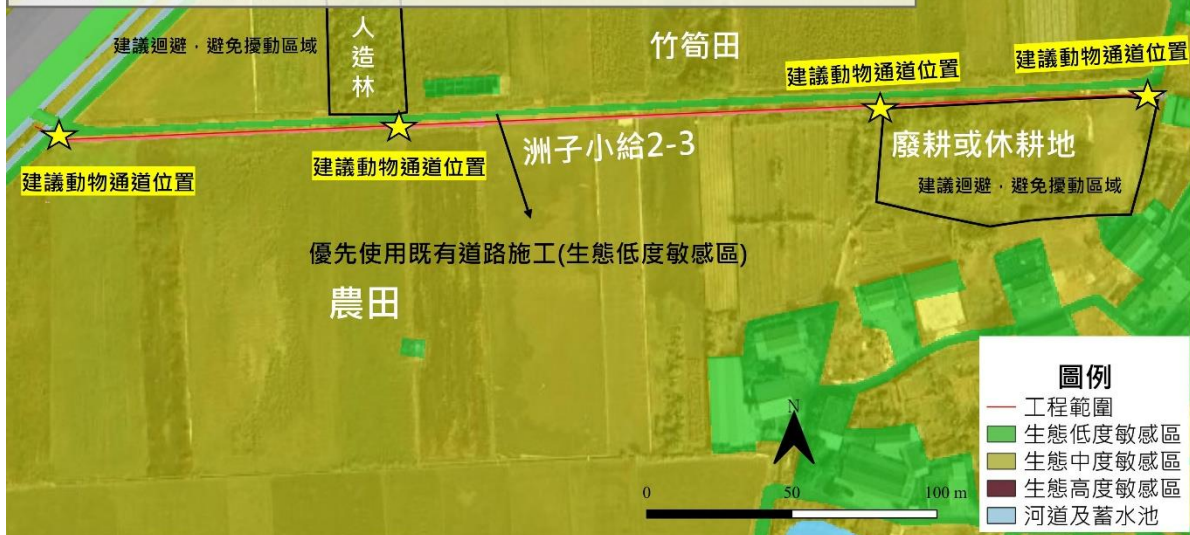 建議迴避，避免擾動區域
人
造
林
竹筍田
建議動物通道位置
建議動物通道位置
洲子小給2-3
廢耕或休耕地
建議動物通道位置
建議動物通道位置
建議迴避，避免擾動區域
優先使用既有道路施工(生態低度敏感區)
農田
圖例
工程範圍
生態低度敏感區
生態中度敏感區
生態高度敏感區
河道及蓄水池
N
0 50 100 m